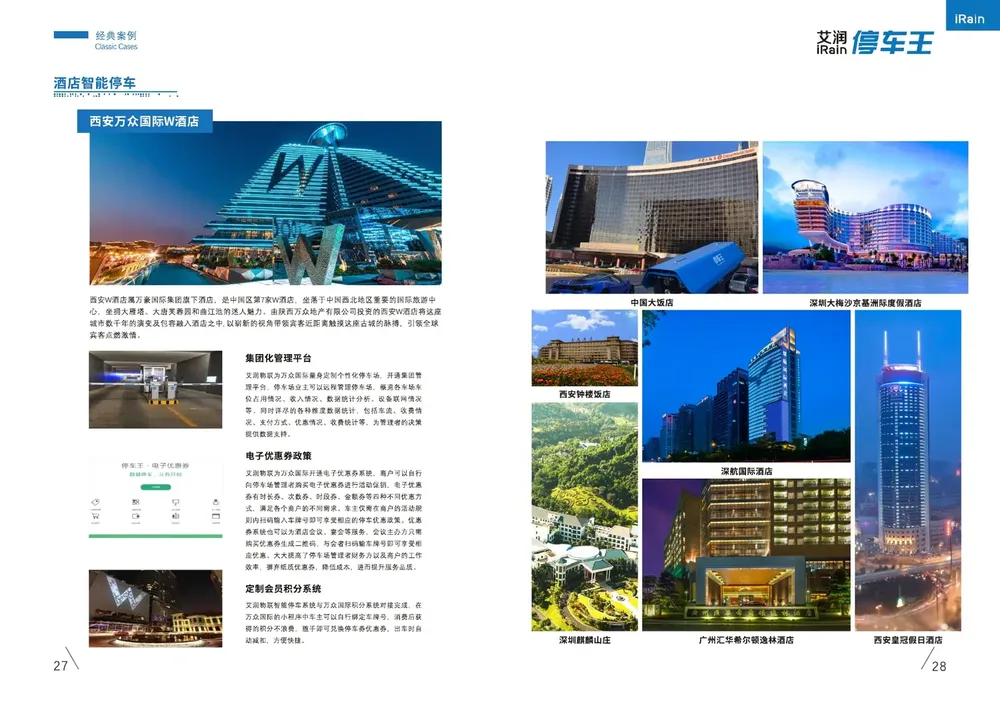 经典案例
Classic Cases
iRain
艾润
iRain
停车王
酒店智能停车
西安万众国际W酒店
西安W酒店属万豪国际集团旗下酒店，是中国区第7家W酒店，坐落于中国西北地区重要的国际旅游中
心，坐拥大雁塔、大唐芙蓉园和曲江池的迷人魅力。由陕西万众地产有限公司投资的西安W酒店将这座
城市数千年的演变及包容融入酒店之中，以崭新的视角带领宾客近距离触摸这座古城的脉搏，引领全球
宾客点燃激情。
集团化管理平台
艾润物联为万众国际量身定制个性化停车场，开通集团管
理平台，停车场业主可以远程管理停车场，概览各车场车
位占用情况、收入情况、数据统计分析、设备联网情况
等，同时详尽的各种维度数据统计，包括车流、收费情
况、支付方式、优惠情况、收费统计等，为管理者的决策
提供数据支持。
停车王·电子优惠券
电子优惠券政策
艾润物联为万众国际开通电子优惠券系统，商户可以自行
向停车场管理者购买电子优惠券进行活动促销，电子优惠
券有时长券、次数券、时段券、金额券等四种不同优惠方
式，满足各个商户的不同需求。车主仅需在商户的活动规
则内扫码输入车牌号即可享受相应的停车优惠政策。优惠
券系统也可以为酒店会议、宴会等服务，会议主办方只需
购买优惠券生成二维码，与会者扫码输车牌号即可享受相
应优惠。大大提高了停车场管理者财务方以及商户的工作
效率，摒弃纸质优惠券，降低成本，进而提升服务品质。
定制会员积分系统
艾润物联智能停车系统与万众国际积分系统对接完成，在
万众国际的小程序中车主可以自行绑定车牌号，消费后获
得的积分不浪费，随手即可兑换停车券优惠券，出车时自
动减扣，方便快捷。
27
中国大饭店
深圳大梅沙京基洲际度假酒店
西安钟楼饭店
深航国际酒店
深圳麒麟山庄
广州汇华希尔顿逸林酒店
西安皇冠假日酒店
28